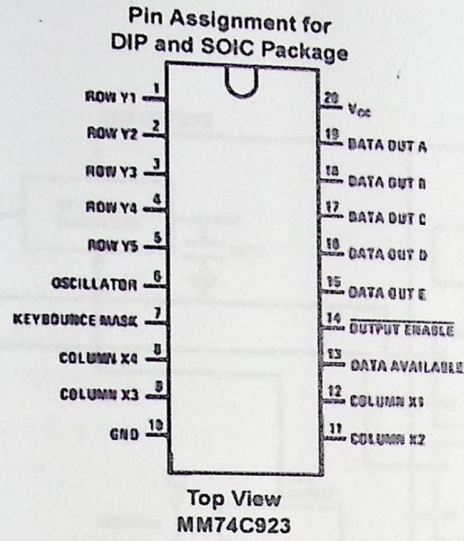 Pin Assignment for
DIP and SOIC Package
ROW Y1 1
ROW Y2 2
ROW Y3 3
ROW Y4 4
ROW Y5 5
OSCILLATOR 6
KEYBOUNCE MASK 7
COLUMN X4 8
COLUMN X3 9
GND 10
20 VCC
19 DATA OUT A
18 DATA OUT B
17 DATA OUT C
16 DATA OUT D
15 DATA OUT E
14 OUTPUT ENABLE
13 DATA AVAILABLE
12 COLUMN X1
11 COLUMN X2
Top View
MM74C923